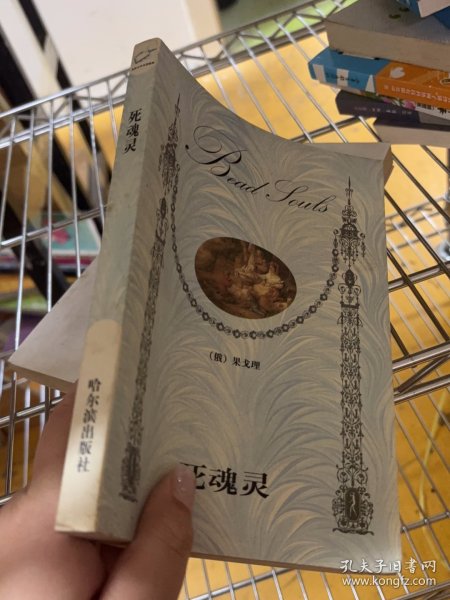 死魂灵
哈尔滨出版社
Dead Souls
(俄) 果戈理
死魂灵
孔夫子旧书网
www.kongfz.com